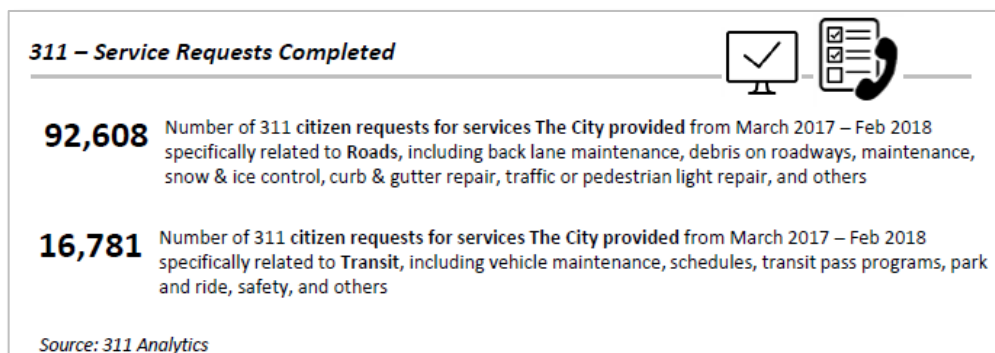 311 – Service Requests Completed
92,608 Number of 311 citizen requests for services The City provided from March 2017 – Feb 2018
specifically related to Roads, including back lane maintenance, debris on roadways, maintenance,
snow & ice control, curb & gutter repair, traffic or pedestrian light repair, and others
16,781 Number of 311 citizen requests for services The City provided from March 2017 – Feb 2018
specifically related to Transit, including vehicle maintenance, schedules, transit pass programs, park
and ride, safety, and others
Source: 311 Analytics